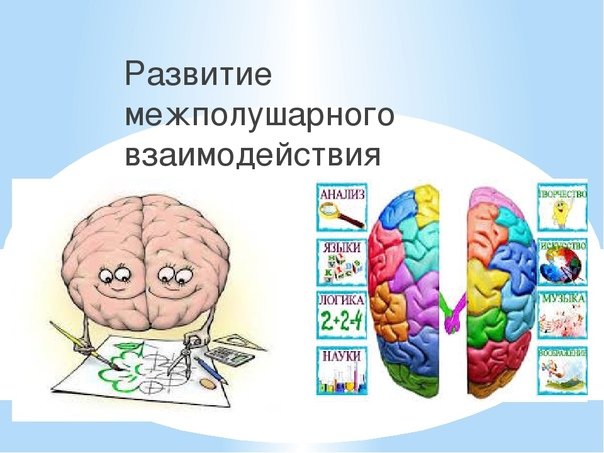 Развитие
межполушарного
взаимодействия
АНАЛИЗ
ЯЗЫКИ
ЛОГИКА
2+2=4
НАУКИ
ТВОРЧЕСТВО
ИСКУССТВО
МУЗЫКА
ВООБРАЖЕНИЕ